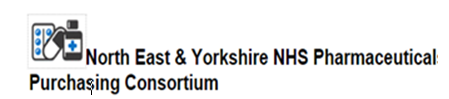 North East & Yorkshire NHS Pharmaceutical
Purchasing Consortium